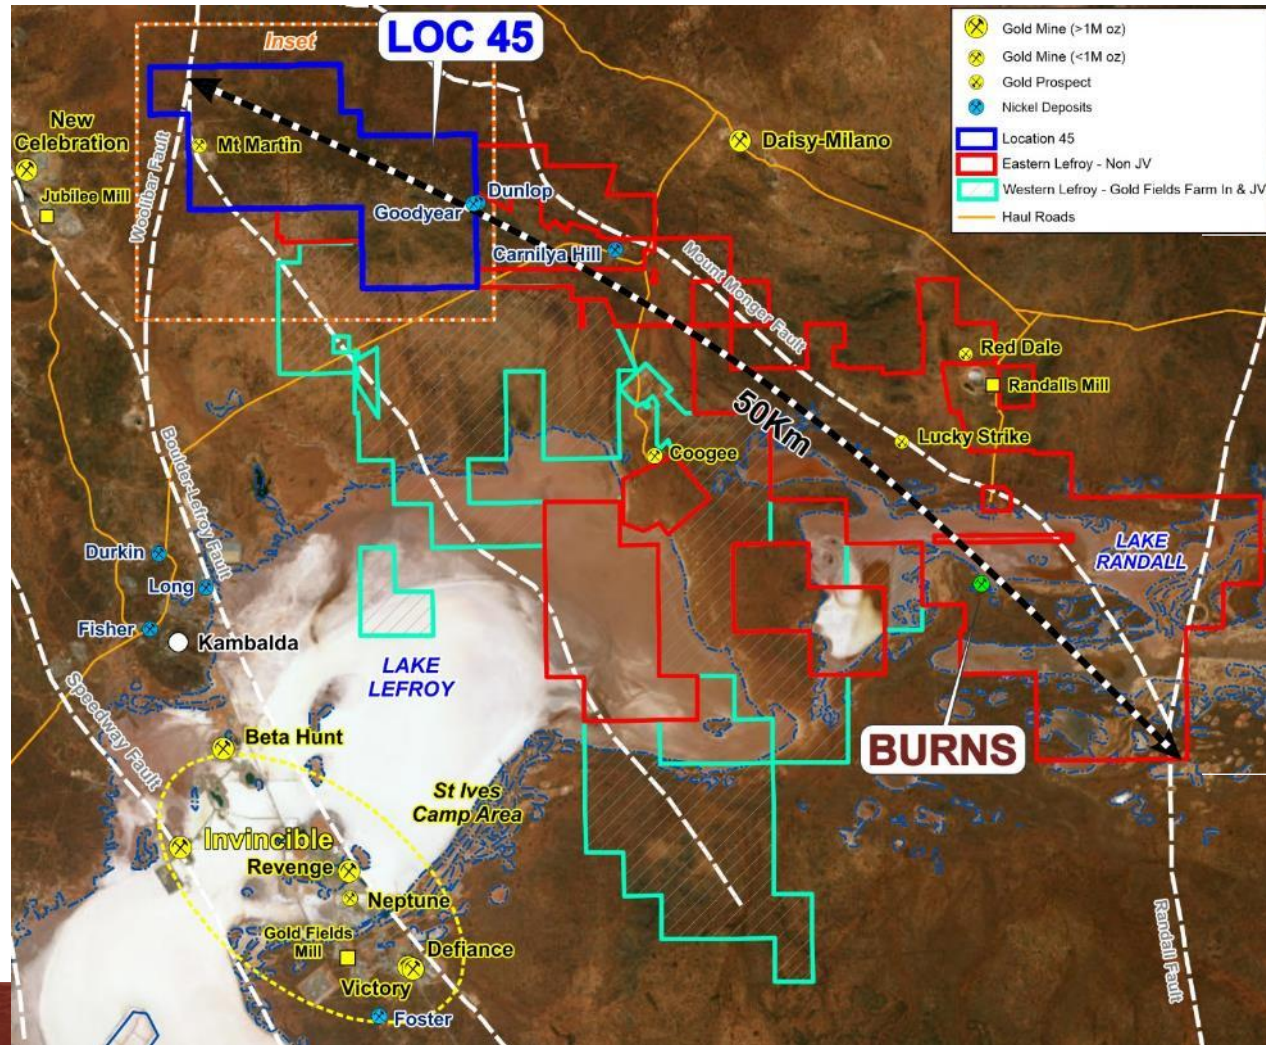 Inset
LOC 45
Gold Mine (>1M oz)
Gold Mine (<1M oz)
Gold Prospect
Nickel Deposits
Location 45
Eastern Lefroy - Non JV
Western Lefroy - Gold Fields Farm In & JV
Haul Roads
New
Celebration
Jubilee Mill
Woolibar Fault
Mt Martin
Daisy-Milano
Dunlop
Goodyear
Carnilya Hill
Mount Monger Fault
Red Dale
Randalls Mill
50Km
Lucky Strike
Coogee
Boulder-Lefroy Fault
Durkin
Long
Fisher
Kambalda
LAKE
RANDALL
LAKE
LEFROY
Speedway Fault
BURNS
Beta Hunt
St Ives
Camp Area
Invincible
Revenge
Neptune
Gold Fields
Mill
Defiance
Victory
Foster
Randall Fault